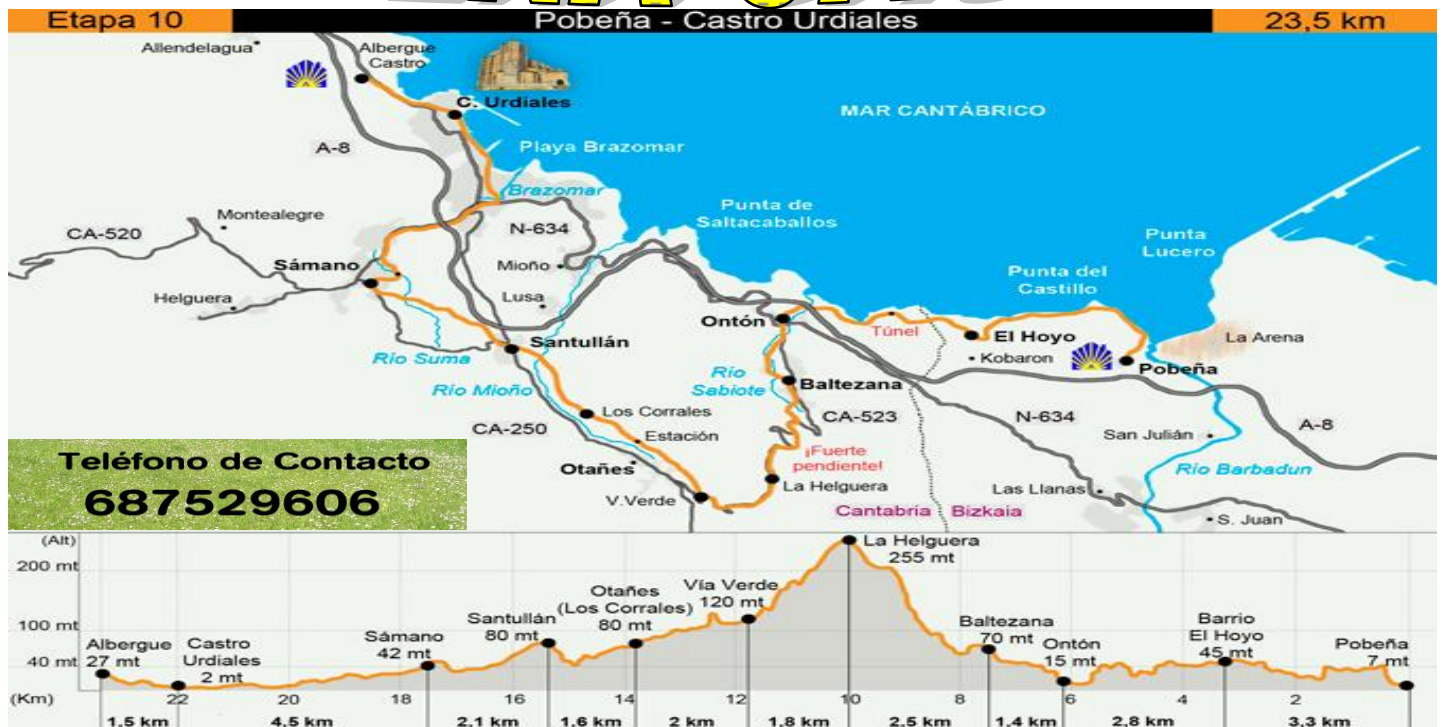 Etapa 10
Pobeña - Castro Urdiales
23,5 km
Allendelagua
Albergue
Castro
C. Urdiales
MAR CANTÁBRICO
A-8
Playa Brazomar
Brazomar
Punta de
Saltacaballos
Montealegre
CA-520
N-634
Punta
Lucero
Sámano
Mioño
Punta del
Castillo
Helguera
Lusa
Ontón
Túnel
El Hoyo
La Arena
Kobaron
Pobeña
Santullán
Río Suma
Río
Sabiote
Baltezana
Río Mioño
Los Corrales
CA-523
N-634
A-8
CA-250
Estación
San Julián
¡Fuerte
pendiente!
Río Barbadun
Otañes
La Helguera
Las Llanas
V.Verde
Cantabria
Bizkaia
S. Juan
Teléfono de Contacto
687529606
(Alt)
200 mt
100 mt
40 mt
(Km)
Albergue
27 mt
Castro
Urdiales
2 mt
Sámano
42 mt
Santullán
80 mt
Otañes
(Los Corrales)
80 mt
Vía Verde
120 mt
La Helguera
255 mt
Baltezana
70 mt
Ontón
15 mt
Barrio
El Hoyo
45 mt
Pobeña
7 mt
22 20 18 16 14 12 10 8 6 4 2
1,5 km 4,5 km 2,1 km 1,6 km 2 km 1,8 km 2,5 km 1,4 km 2,8 km 3,3 km